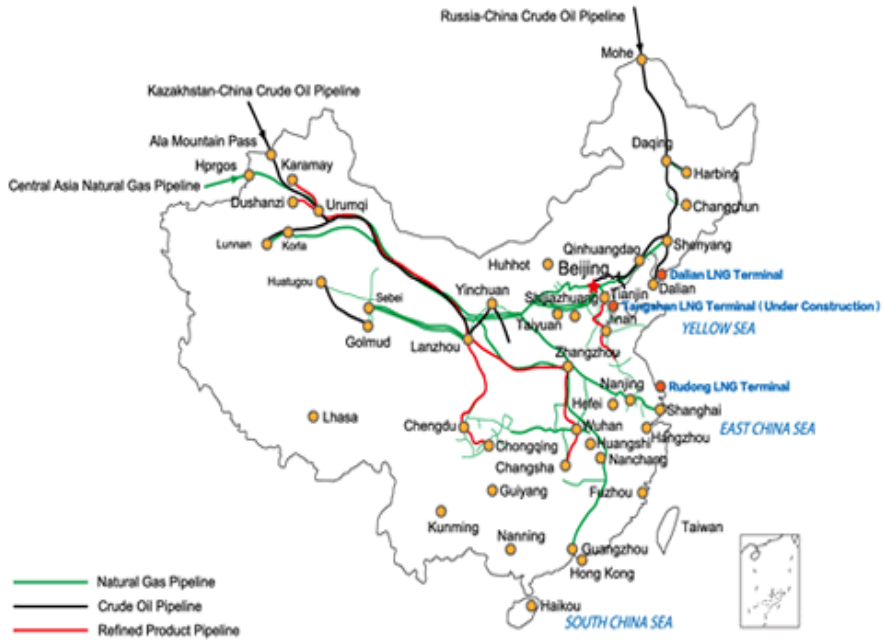 Russia-China Crude Oil Pipeline
Mohe
Kazakhstan-China Crude Oil Pipeline
Ala Mountain Pass
Daqing
Hprgos
Karamay
Harbing
Central Asia Natural Gas Pipeline
Dushanzi
Urumqi
Changchun
Lunnan
Korla
Qinhuangdao
Shenyang
Huhhot
Beijing
Dalian LNG Terminal
Huatugou
Yinchuan
Dalian
Sebei
Shijiazhuang
Tianjin
Tangshan LNG Terminal ( Under Construction )
Taiyuan
Jinan
YELLOW SEA
Golmud
Lanzhou
Zhangzhou
Nanjing
Rudong LNG Terminal
Hefei
Shanghai
Lhasa
Chengdu
Wuhan
Hangzhou
EAST CHINA SEA
Chongqing
Huangshi
Changsha
Nanchang
Guiyang
Fuzhou
Kunming
Nanning
Taiwan
Guangzhou
Hong Kong
Natural Gas Pipeline
Crude Oil Pipeline
Haikou
SOUTH CHINA SEA
Refined Product Pipeline